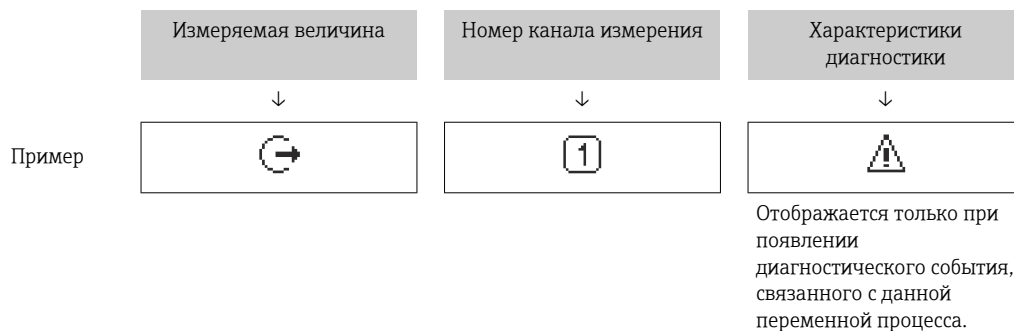 Измеряемая величина
Номер канала измерения
Характеристики
диагностики
↓ ↓ ↓
Пример
1
Отображается только при
появлении
диагностического события,
связанного с данной
переменной процесса.